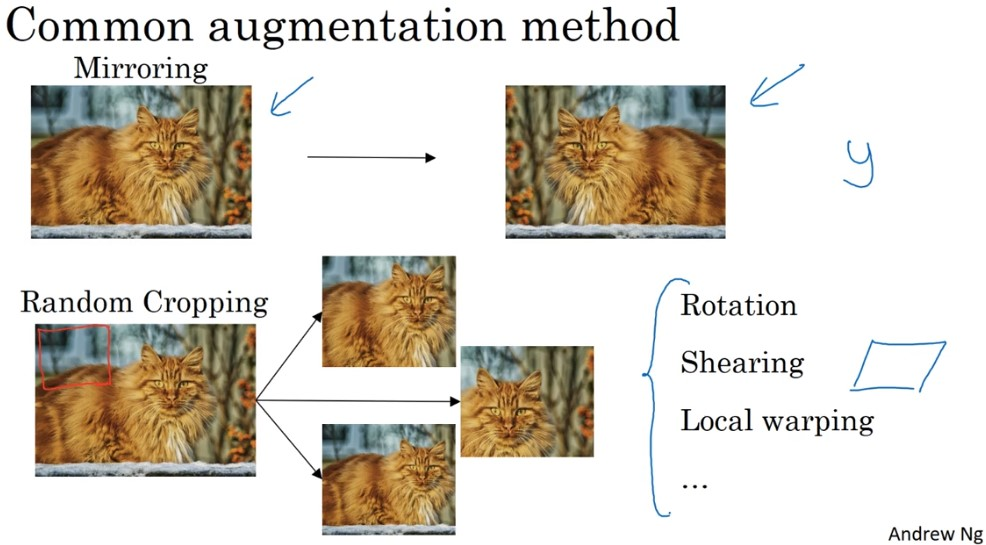 Common augmentation method
Mirroring
y
Random Cropping
Rotation
Shearing
Local warping
...
Andrew Ng